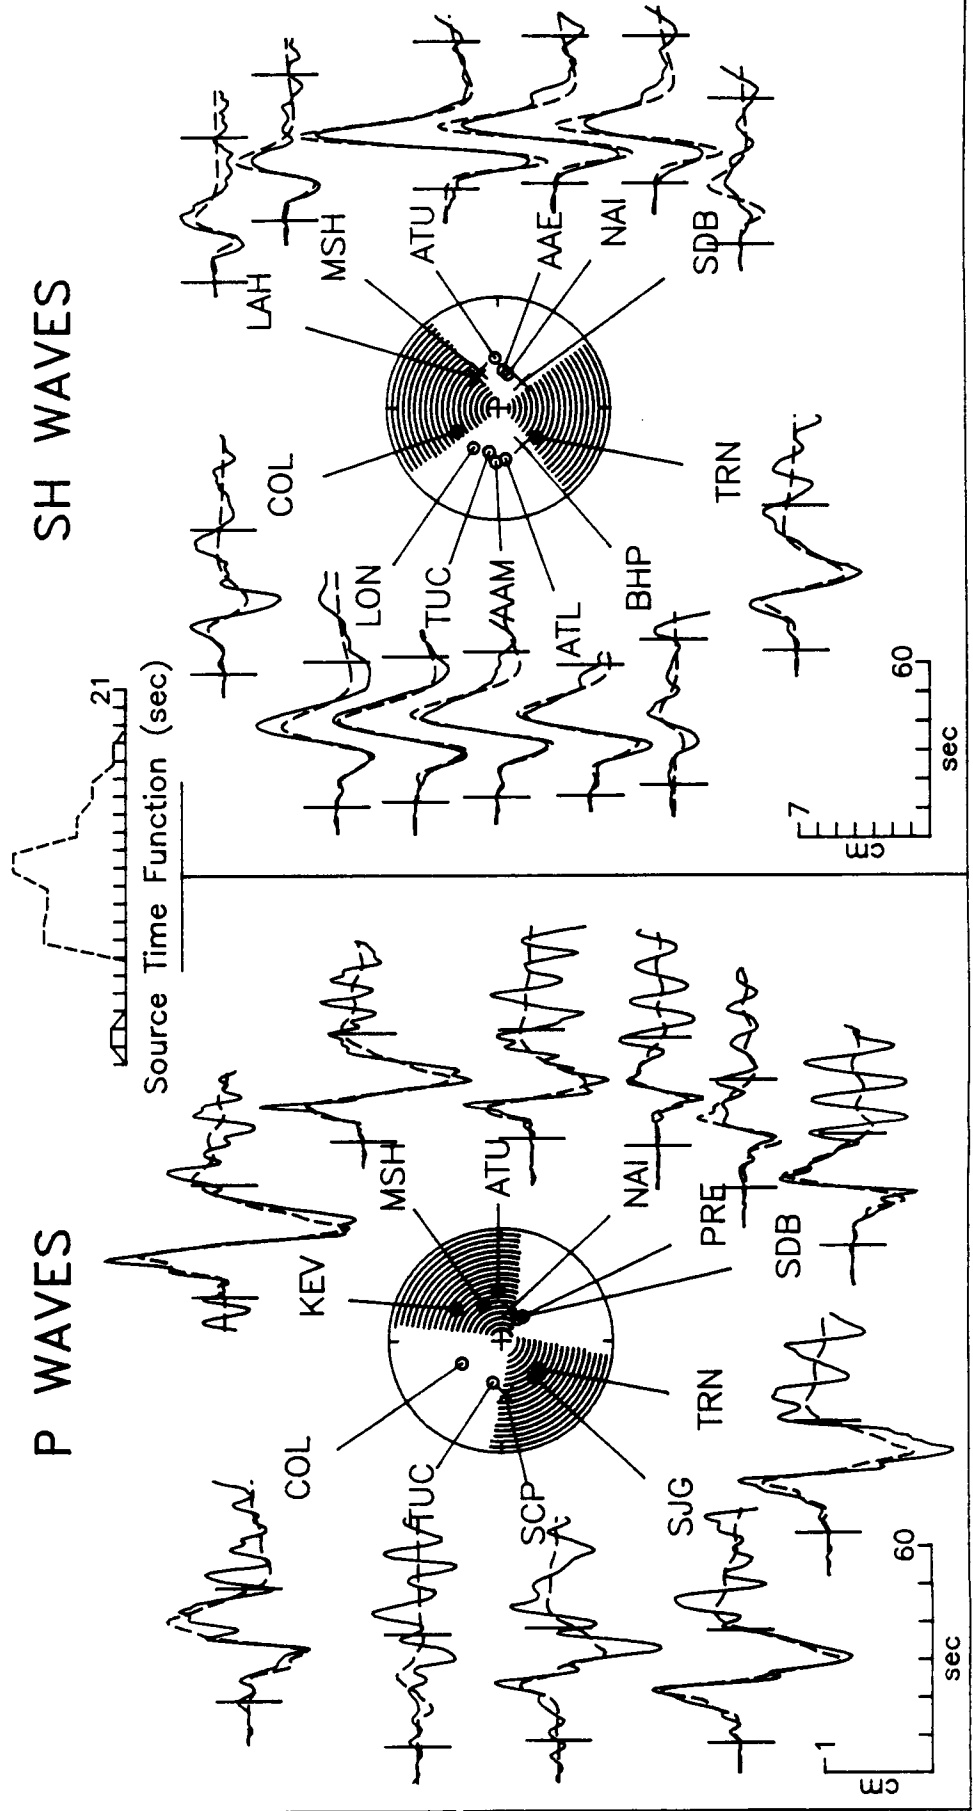 P WAVES
SH WAVES
21
Source Time Function (sec)
KEV
MSH
ATU
NAI
PRE
SDB
TRN
SJG
SCP
TUC
COL
1
cm
60
sec
LAH
MSH
ATU
AAE
NAI
SDB
TRN
BHP
ATL
AAM
TUC
LON
COL
P
7
cm
60
sec